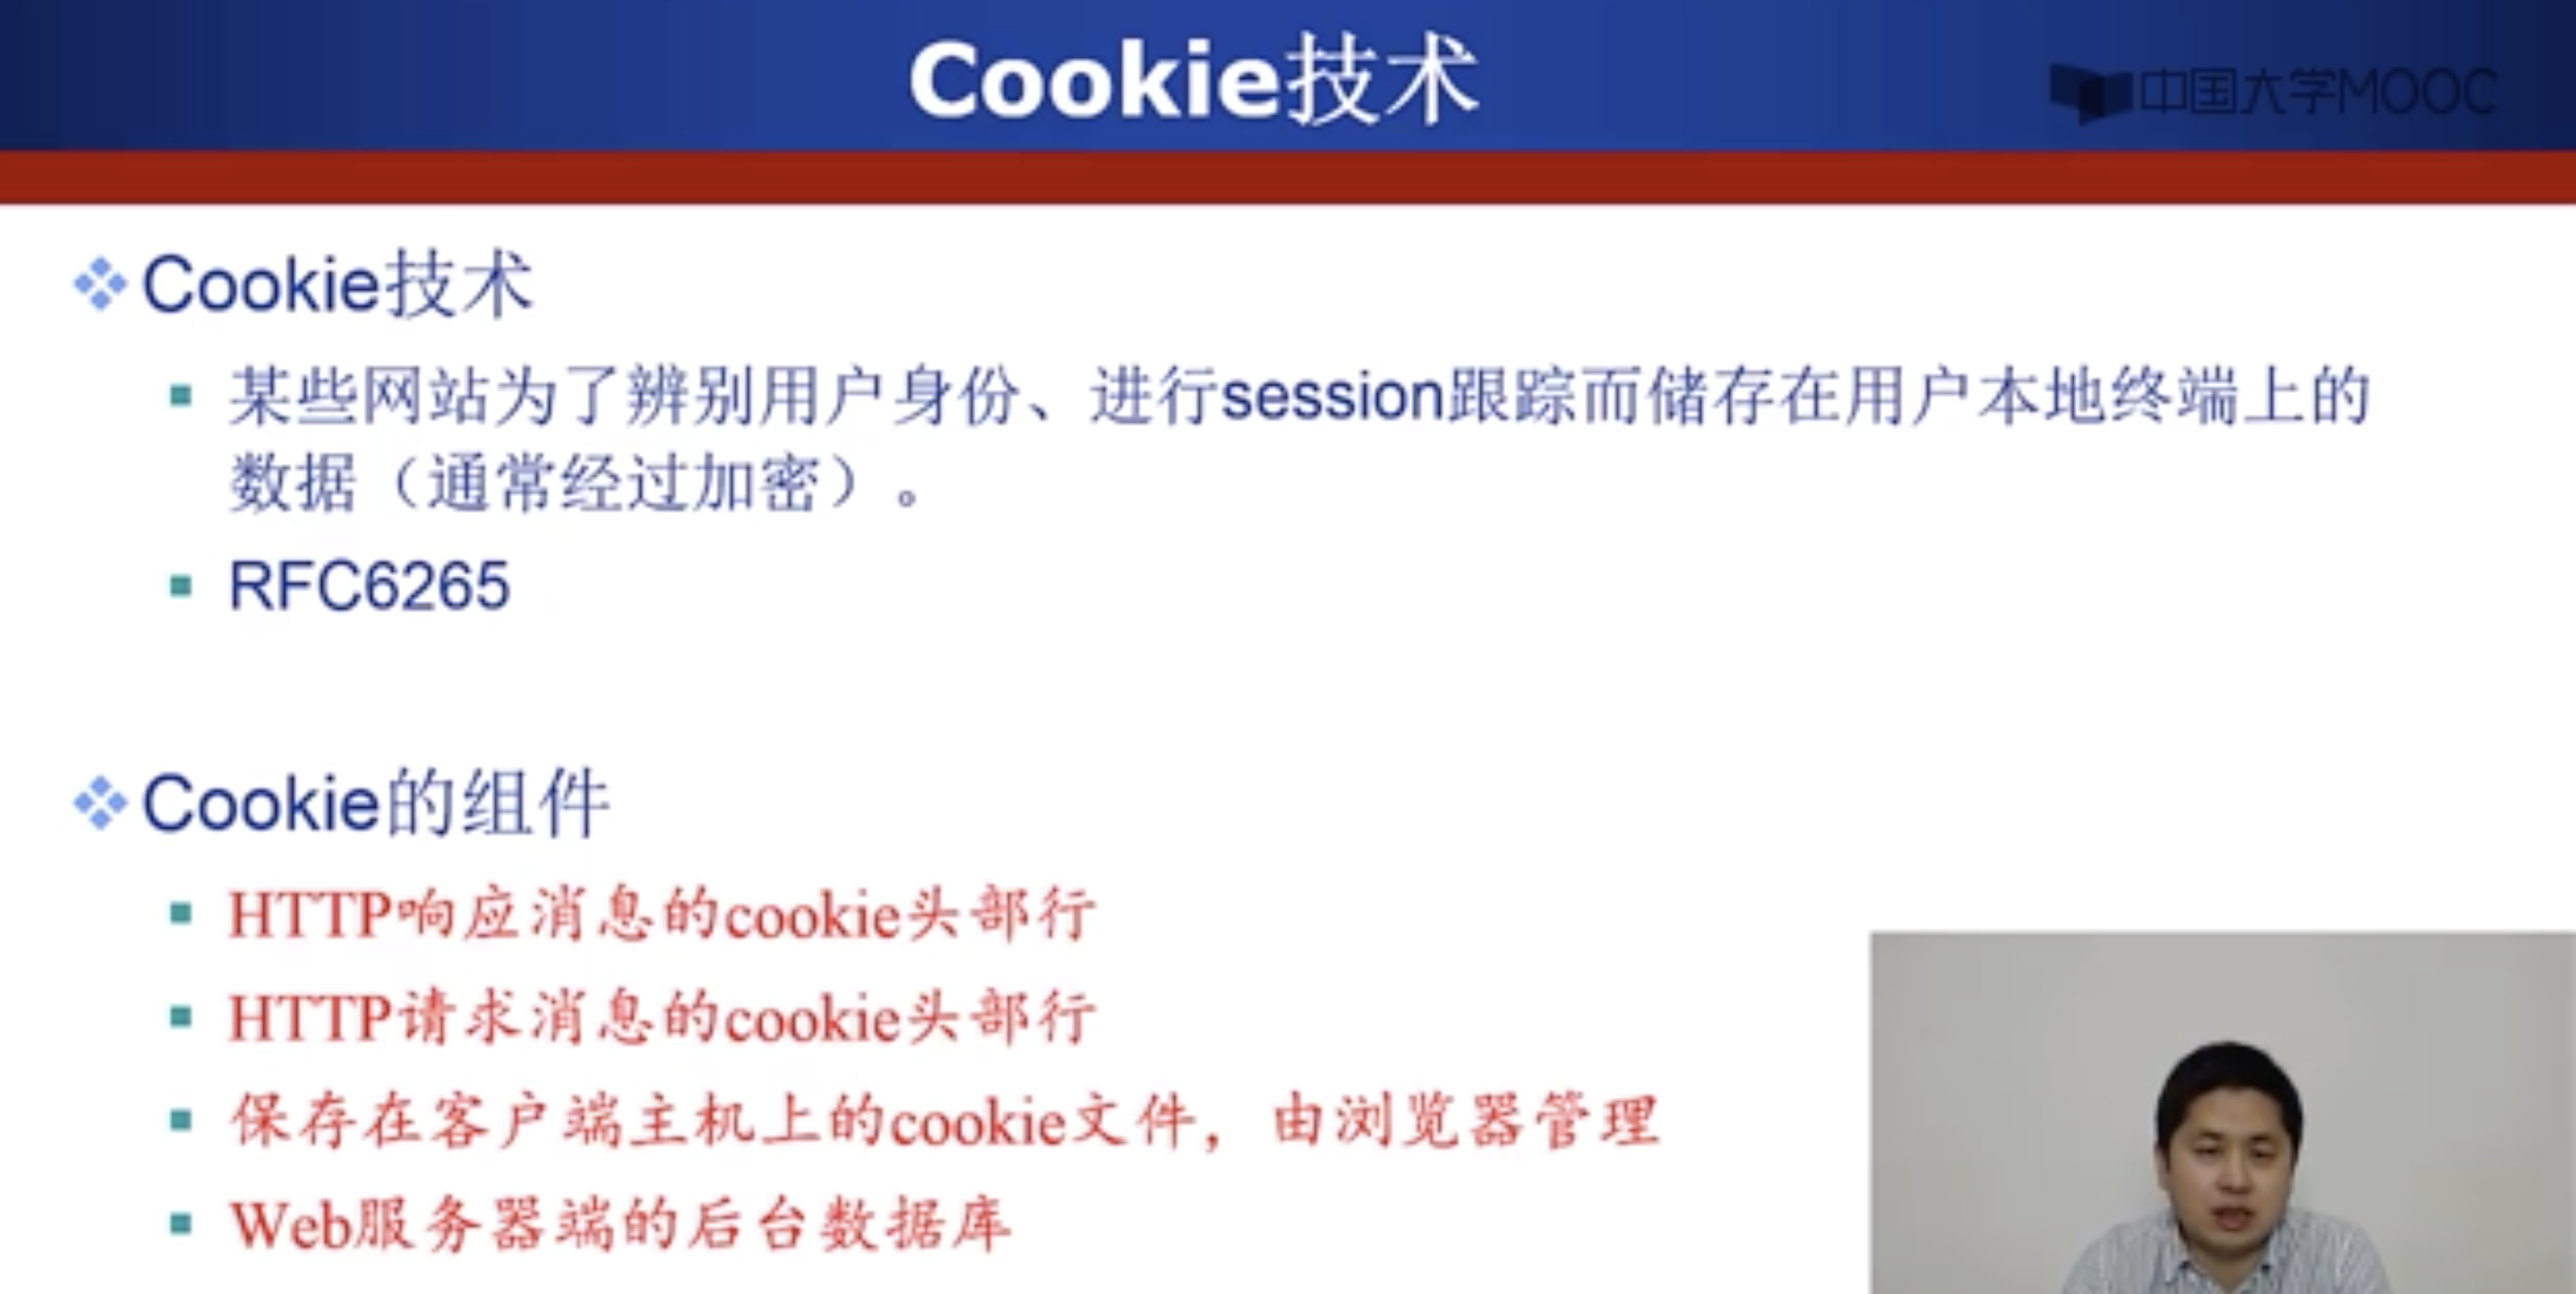 Cookie技术
中国大学MOOC
Cookie技术
某些网站为了辨别用户身份、进行session跟踪而储存在用户本地终端上的
数据（通常经过加密）。
RFC6265
Cookie的组件
HTTP响应消息的cookie头部行
HTTP请求消息的cookie头部行
保存在客户端主机上的cookie文件，由浏览器管理
Web服务器端的后台数据库